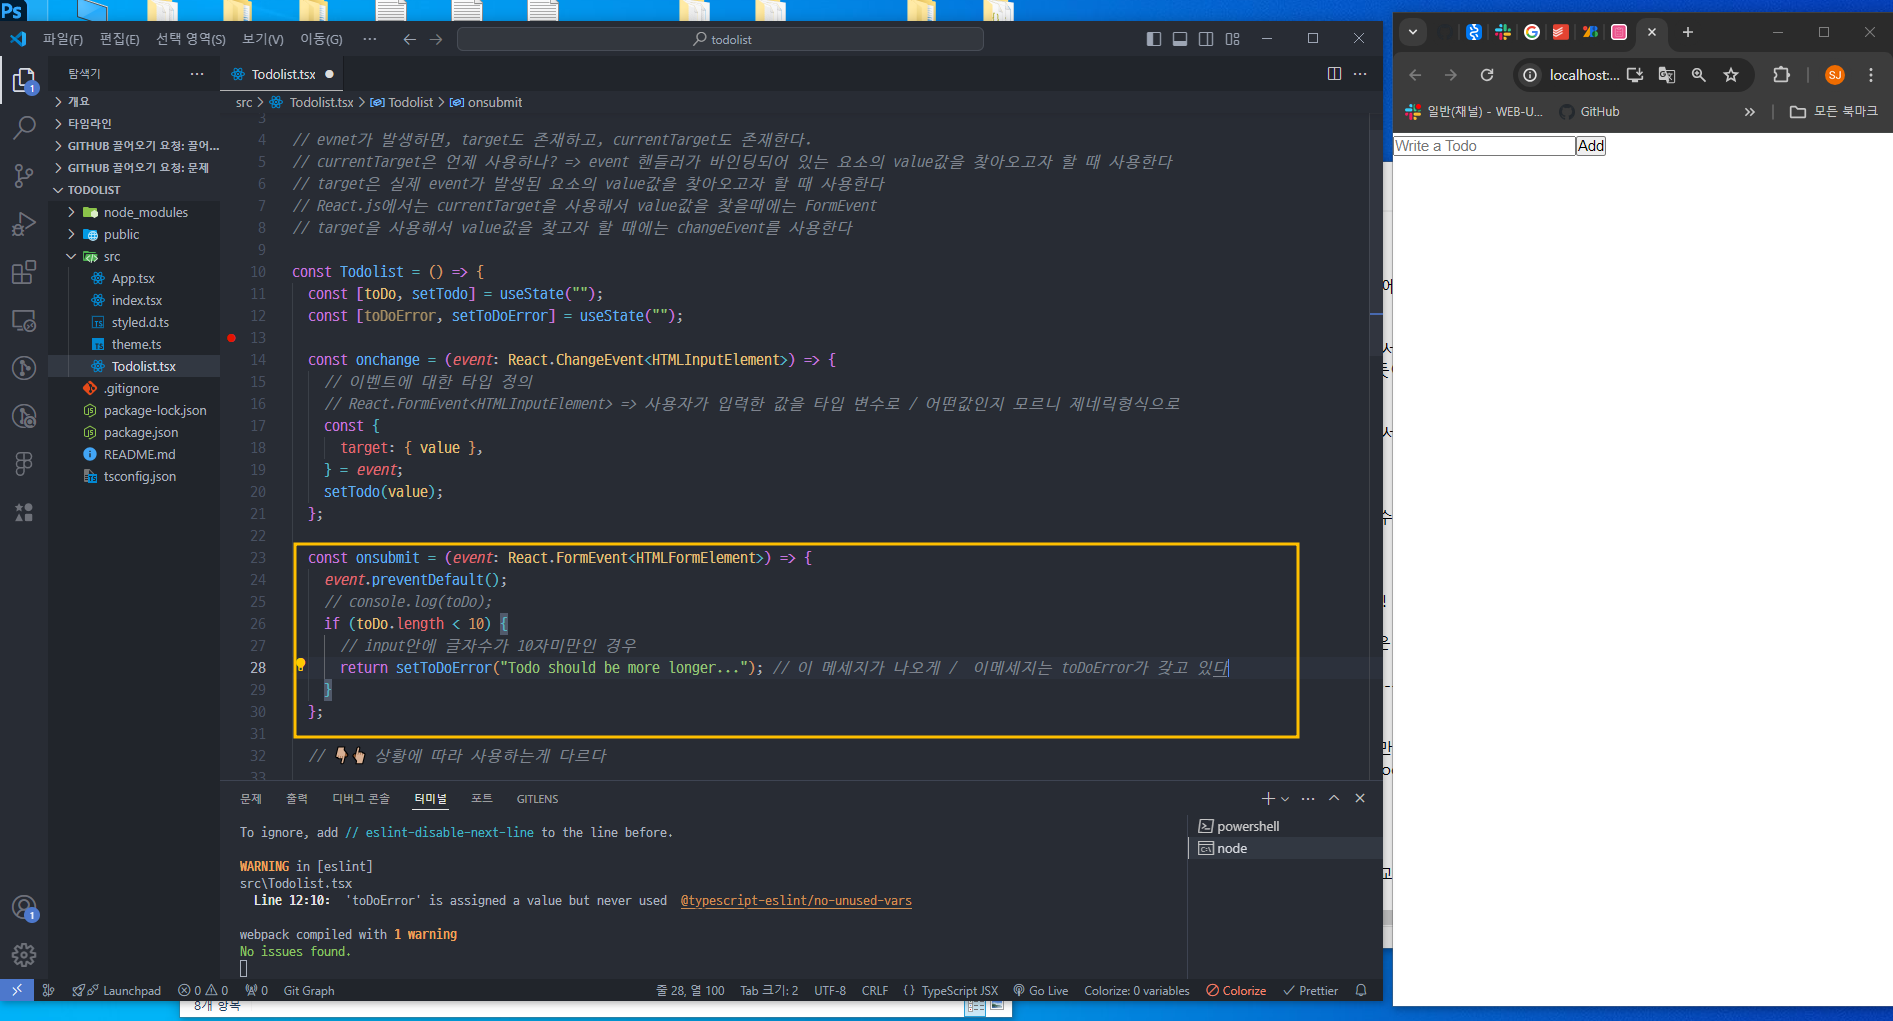 Ps
파일(F) 편집(E) 선택 영역(S) 보기(V) 이동(G) ··· todolist
탐색기 ···
1
개요
타임라인
GITHUB 끌어오기 요청: 끌어...
GITHUB 끌어오기 요청: 문제
TODOLIST
node_modules
public
src
App.tsx
index.tsx
styled.d.ts
theme.ts
Todolist.tsx
.gitignore
package-lock.json
package.json
README.md
tsconfig.json
1
Todolist.tsx
src > Todolist.tsx > Todolist > onsubmit
3
4 // evnet가 발생하면, target도 존재하고, currentTarget도 존재한다.
5 // currentTarget은 언제 사용하나? => event 핸들러가 바인딩되어 있는 요소의 value값을 찾아오고자 할 때 사용한다
6 // target은 실제 event가 발생된 요소의 value값을 찾아오고자 할 때 사용한다
7 // React.js에서는 currentTarget을 사용해서 value값을 찾을때에는 FormEvent
8 // target을 사용해서 value값을 찾고자 할 때에는 changeEvent를 사용한다
9
10 const Todolist = () => {
11 const [toDo, setTodo] = useState("");
12 const [toDoError, setToDoError] = useState("");
13
14 const onchange = (event: React.ChangeEvent<HTMLInputElement>) => {
15 // 이벤트에 대한 타입 정의
16 // React.FormEvent<HTMLInputElement> => 사용자가 입력한 값을 타입 변수로 / 어떤값인지 모르니 제네릭형식으로
17 const {
18 target: { value },
19 } = event;
20 setTodo(value);
21 };
22
23 const onsubmit = (event: React.FormEvent<HTMLFormElement>) => {
24 event.preventDefault();
25 // console.log(toDo);
26 if (toDo.length < 10) {
27 // input안에 글자수가 10자미만인 경우
28 return setToDoError("Todo should be more longer..."); // 이 메세지가 나오게 / 이메세지는 toDoError가 갖고 있다
29 }
30 };
31
32 // 👇👆 상황에 따라 사용하는게 다르다
33
문제 출력 디버그 콘솔 터미널 포트 GITLENS
To ignore, add // eslint-disable-next-line to the line before.
WARNING in [eslint]
src\Todolist.tsx
Line 12:10: 'toDoError' is assigned a value but never used @typescript-eslint/no-unused-vars
webpack compiled with 1 warning
No issues found.
powershell
node
Launchpad 0 0 0 Git Graph 줄 28, 열 100 Tab 크기: 2 UTF-8 CRLF {} TypeScript JSX Go Live Colorize: 0 variables Colorize Prettier
8개 항목
localhost:... SJ
일반(채널) - WEB-U... GitHub » 모든 북마크
Write a Todo Add